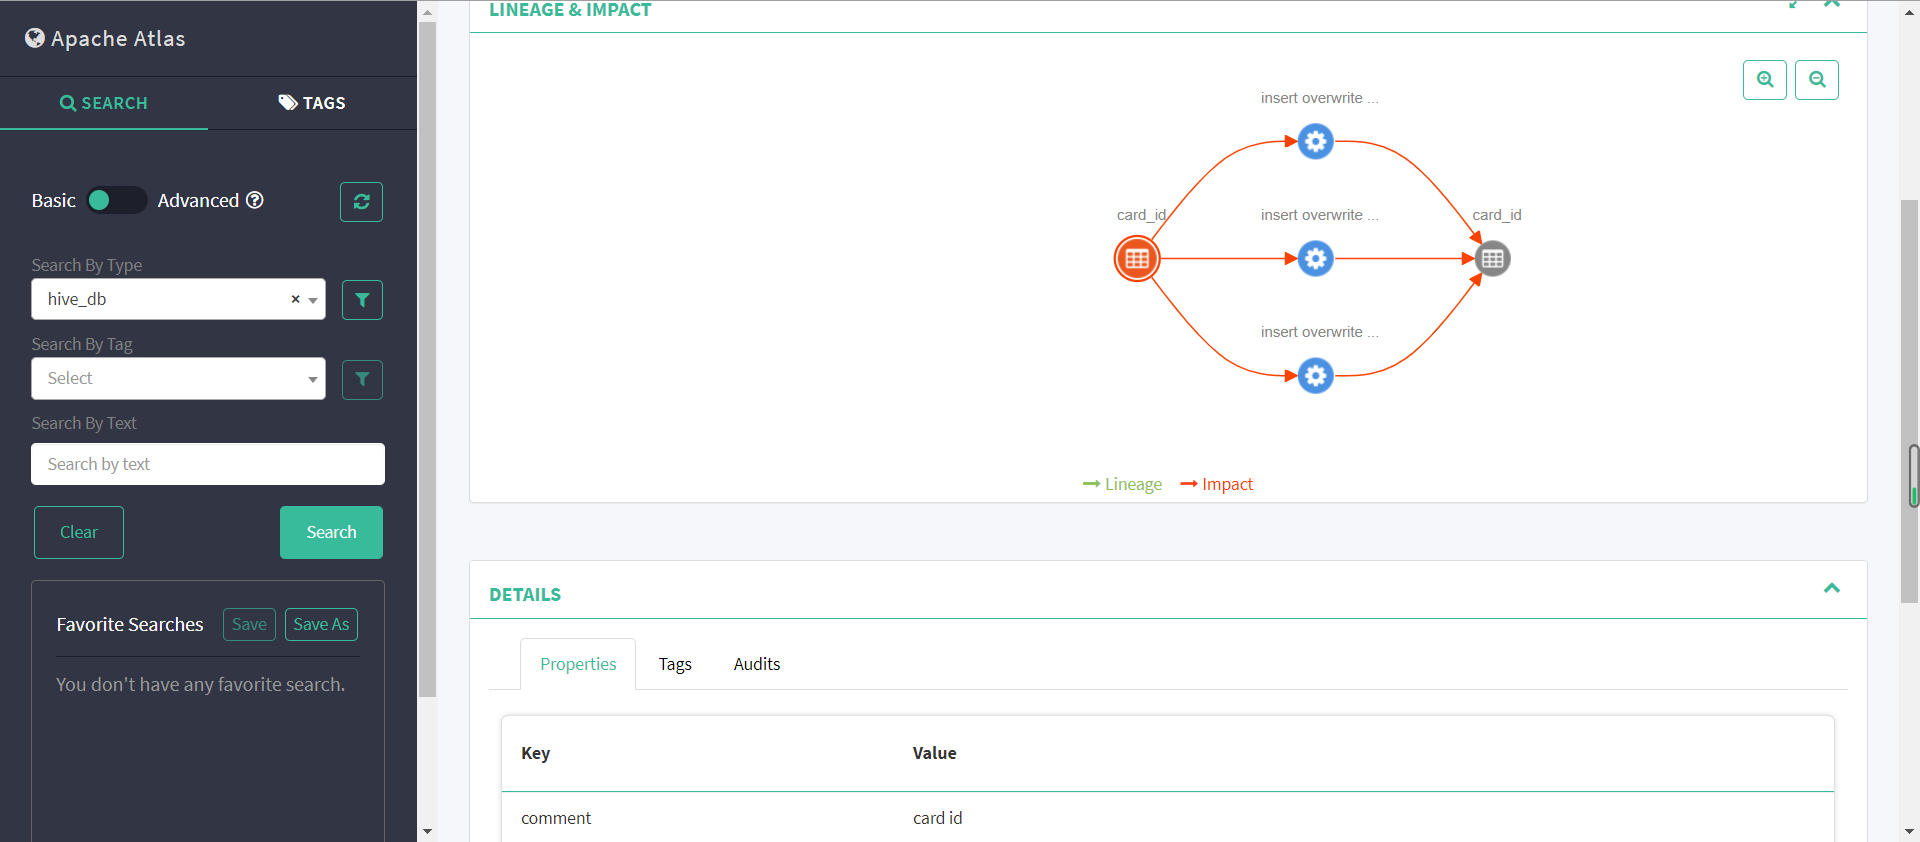 Apache Atlas
SEARCH
TAGS
Basic
Advanced
Search By Type
hive_db
×
Search By Tag
Select
Search By Text
Search by text
Clear
Search
Favorite Searches
Save
Save As
You don't have any favorite search.
LINEAGE & IMPACT
insert overwrite ...
card_id
insert overwrite ...
card_id
insert overwrite ...
Lineage
Impact
DETAILS
Properties
Tags
Audits
Key
Value
comment
card id